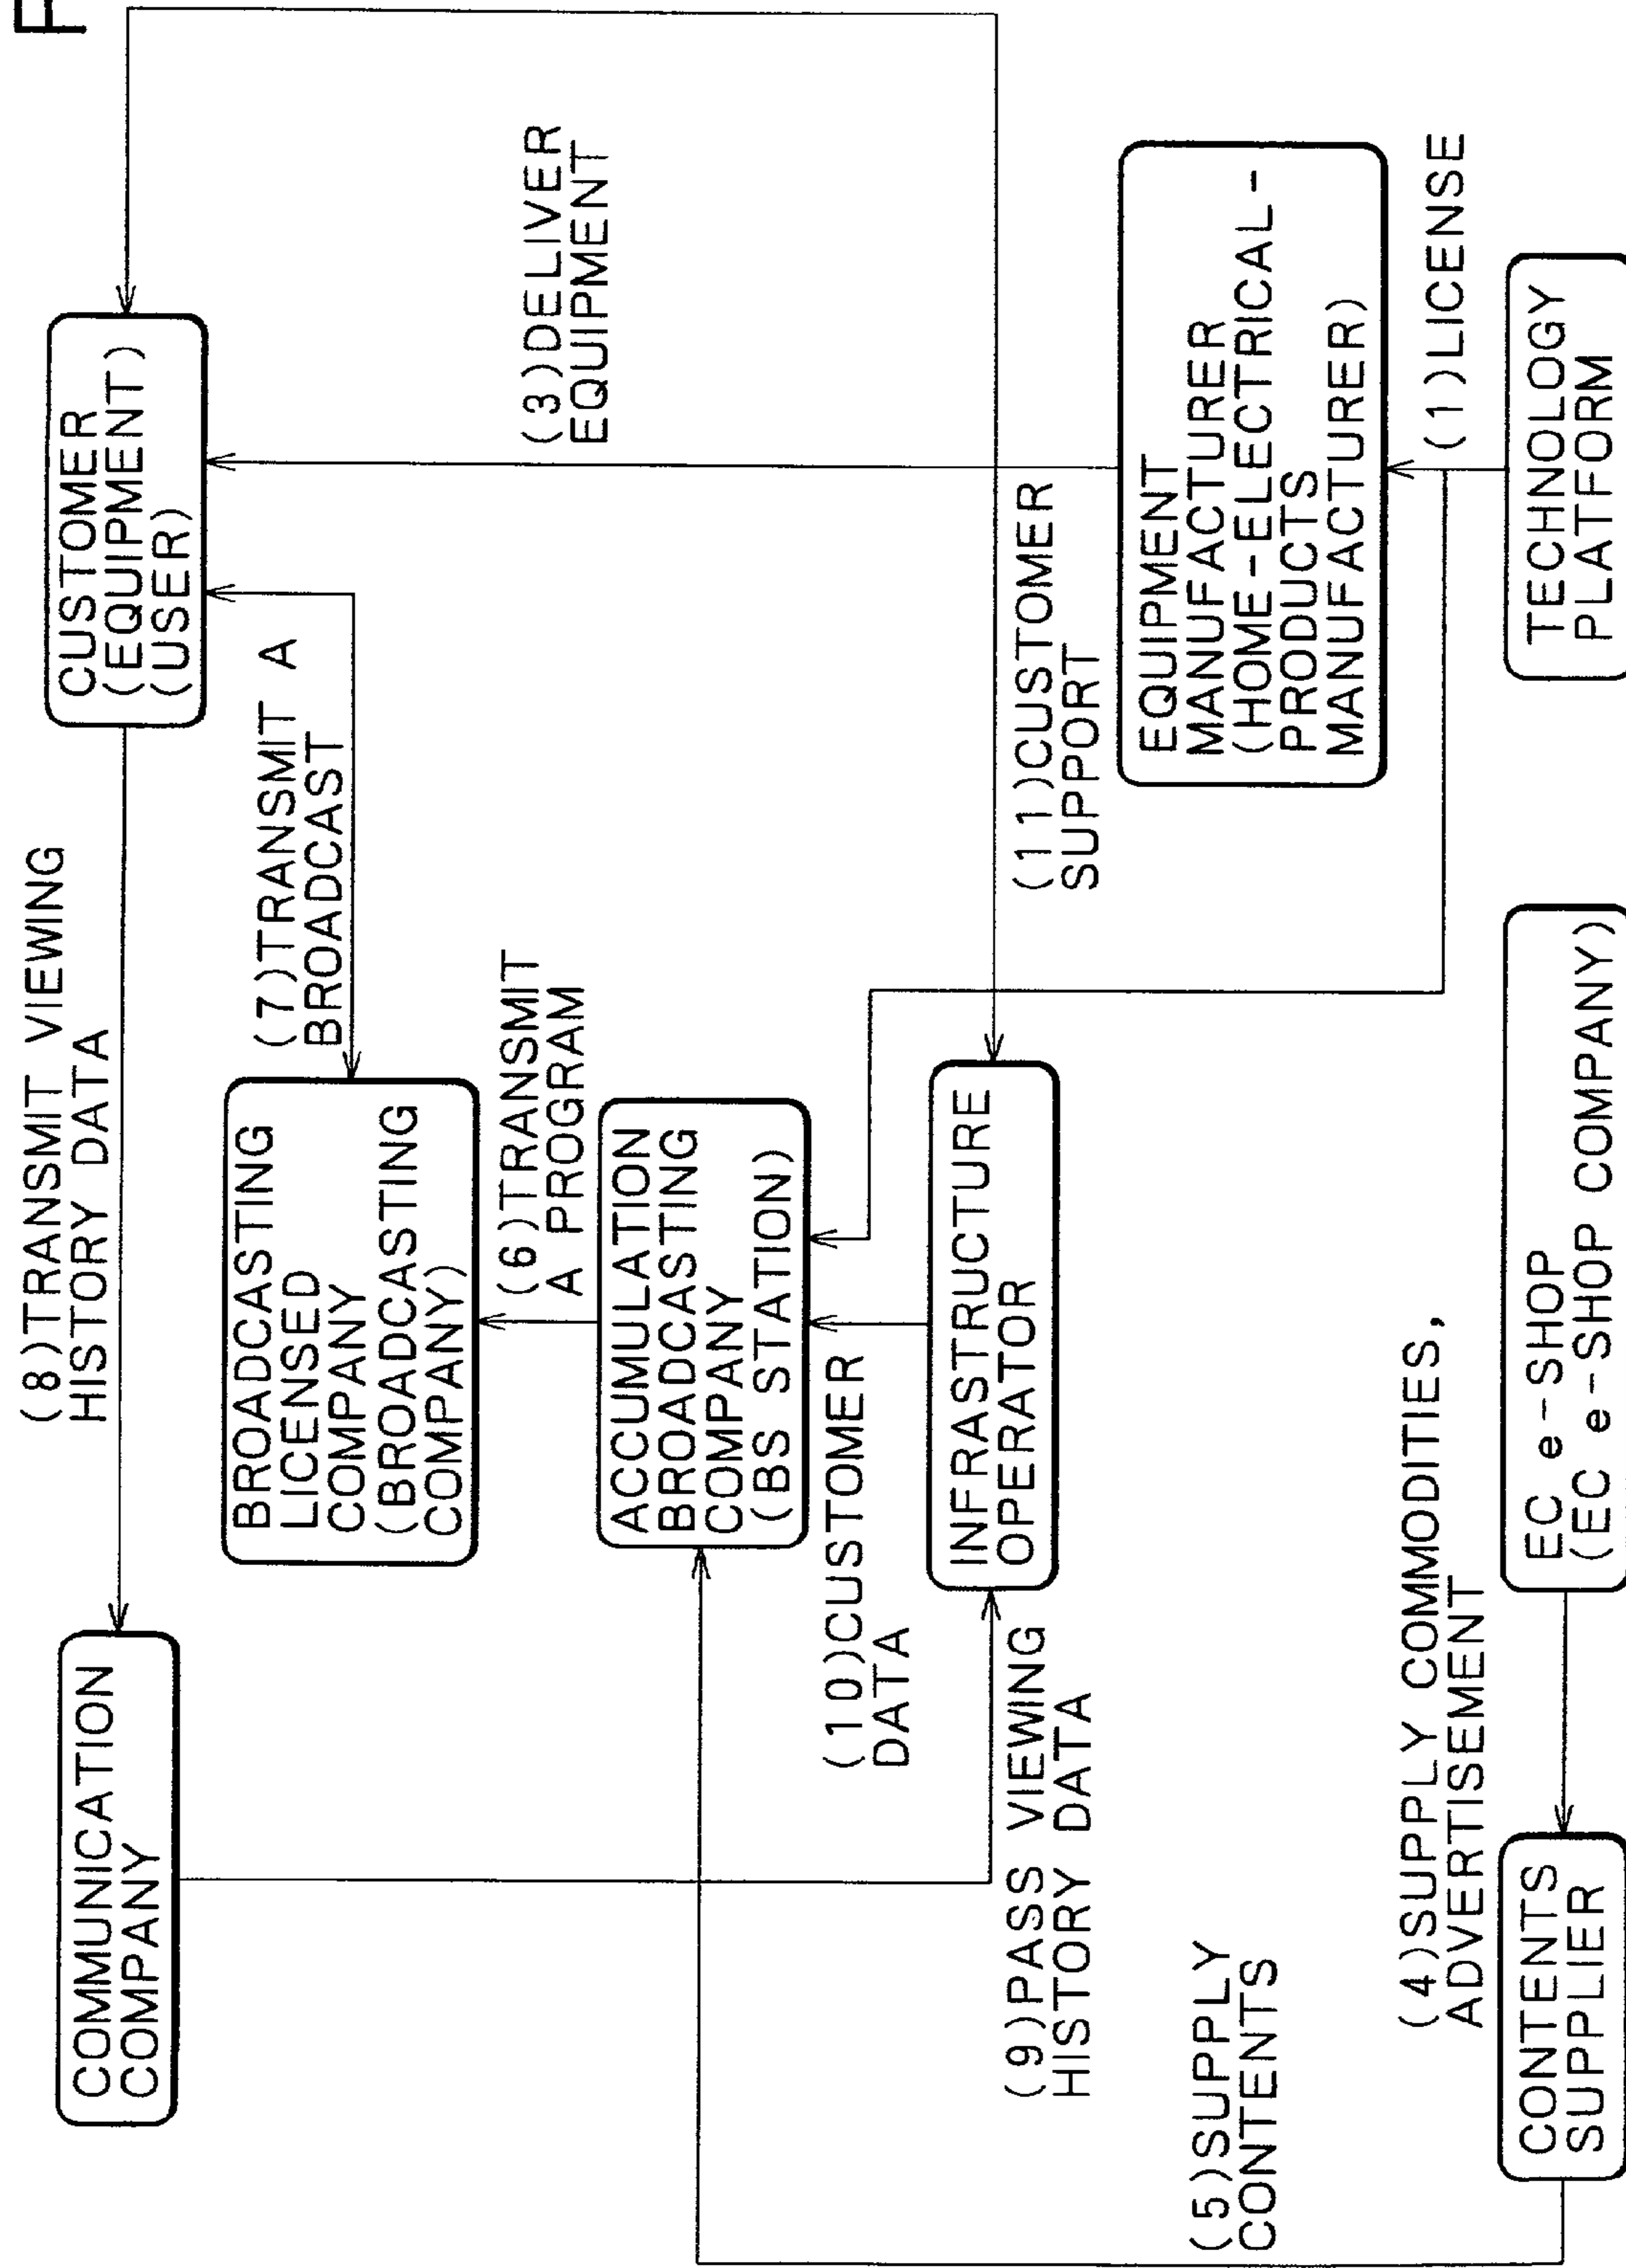 F
COMMUNICATION
COMPANY
(8)TRANSMIT VIEWING
HISTORY DATA
CUSTOMER
(EQUIPMENT)
(USER)
(7)TRANSMIT A
BROADCAST
BROADCASTING
LICENSED
COMPANY
(BROADCASTING
COMPANY)
(6)TRANSMIT
A PROGRAM
(3)DELIVER
EQUIPMENT
ACCUMULATION
BROADCASTING
COMPANY
(BS STATION)
(10)CUSTOMER
DATA
INFRASTRUCTURE
OPERATOR
(9)PASS VIEWING
HISTORY DATA
(11)CUSTOMER
SUPPORT
EQUIPMENT
MANUFACTURER
(HOME-ELECTRICAL-
PRODUCTS
MANUFACTURER)
(5)SUPPLY
CONTENTS
(4)SUPPLY COMMODITIES,
ADVERTISEMENT
(1)LICENSE
CONTENTS
SUPPLIER
EC e-SHOP
(EC e-SHOP COMPANY)
TECHNOLOGY
PLATFORM